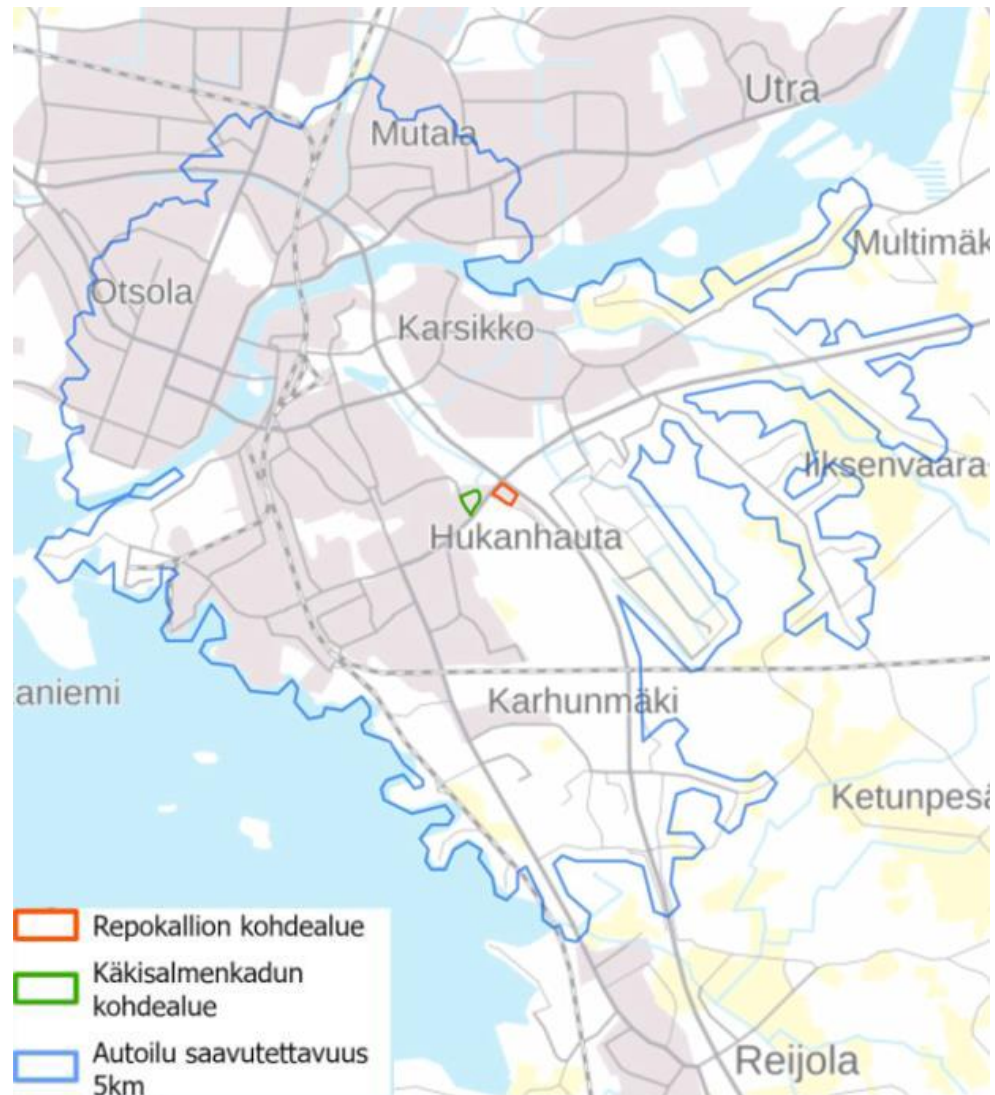 Utra
Mutala
Multimäk
Otsola
Karsikko
Iiksenvaara
Hukanhauta
aniemi
Karhunmäki
Ketunpesä
Repokallion kohdealue
Käkisalmenkadun
kohdealue
Autoilu saavutettavuus
5km
Reijola